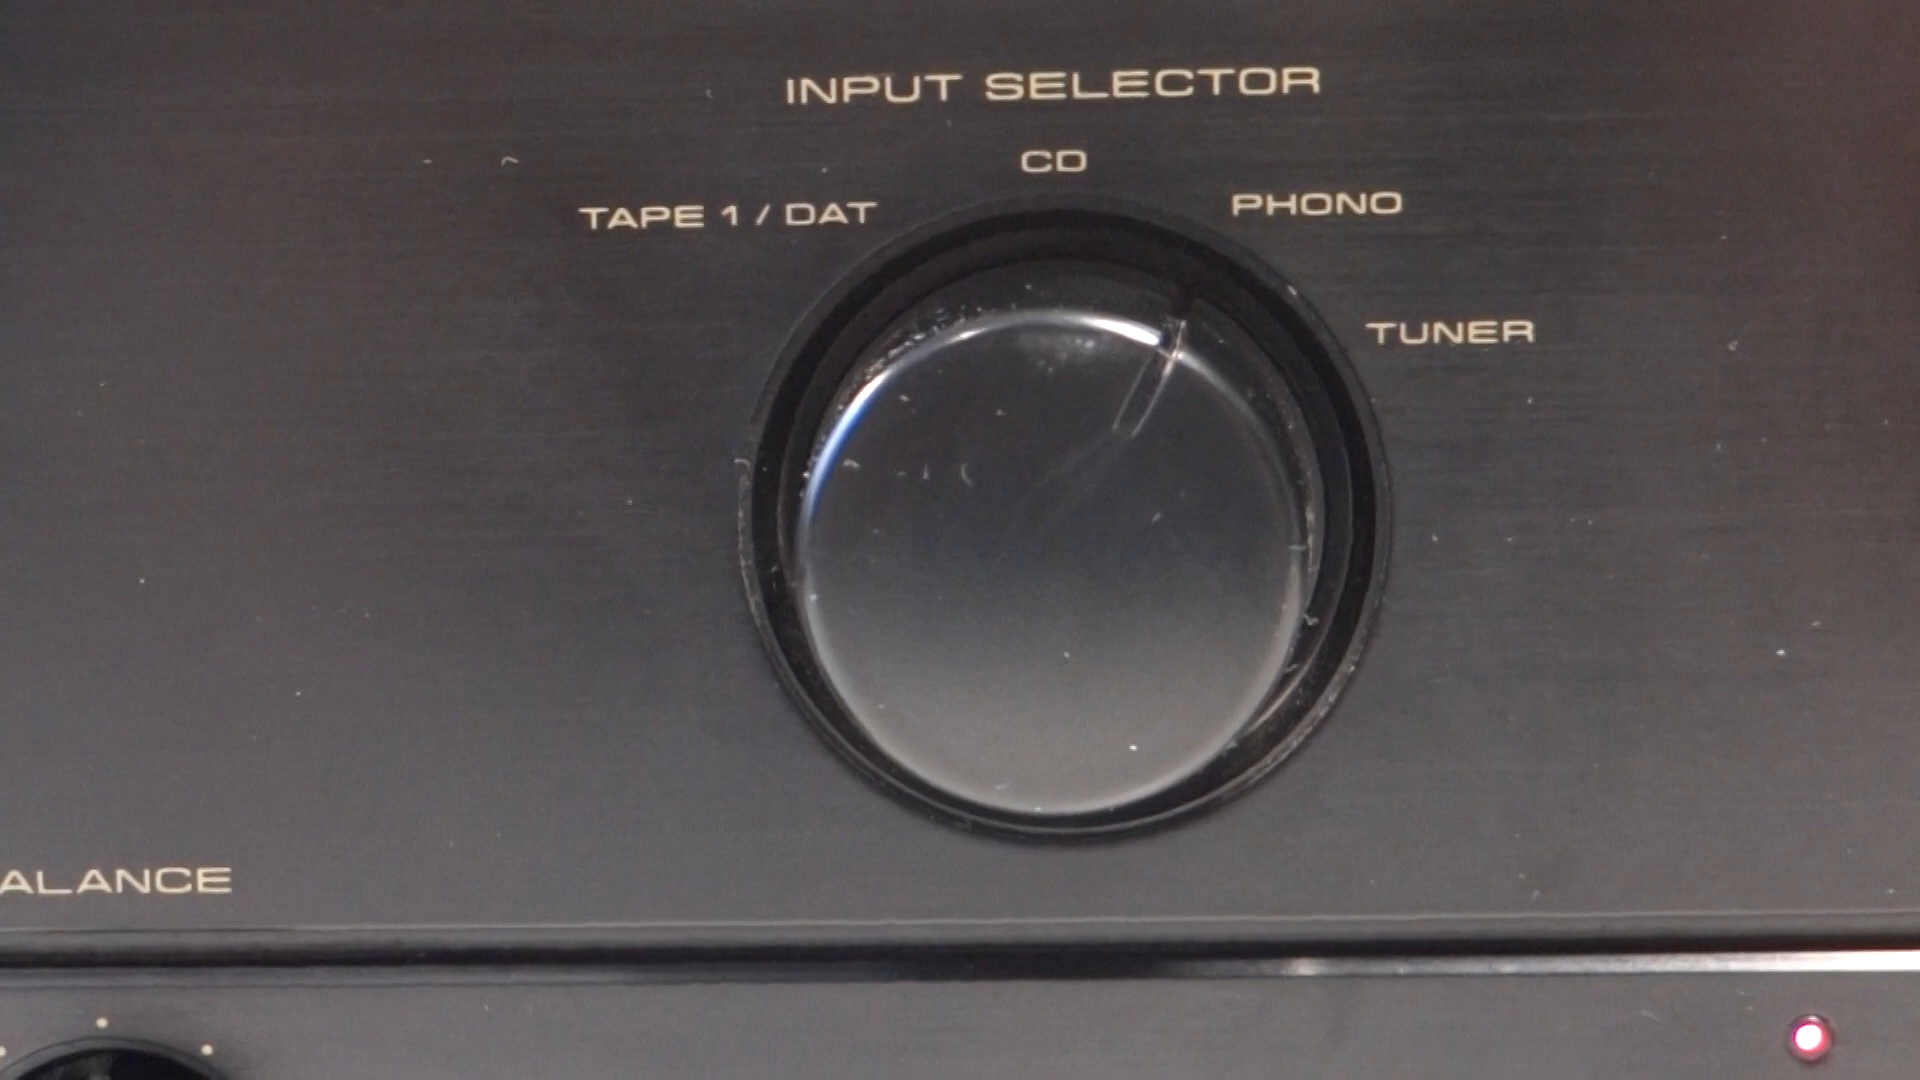 INPUT SELECTOR
CD
TAPE 1 / DAT
PHONO
TUNER
ALANCE